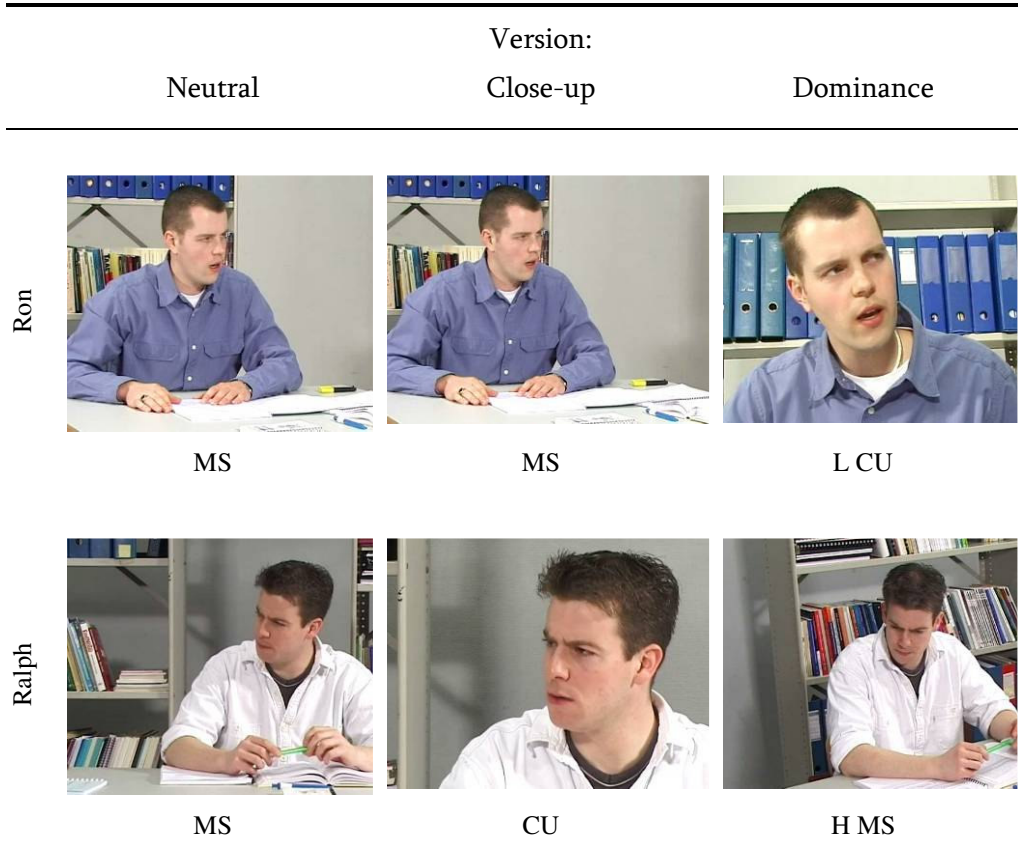 Version:
Neutral Close-up Dominance
Ron
MS MS L CU
Ralph
MS CU H MS